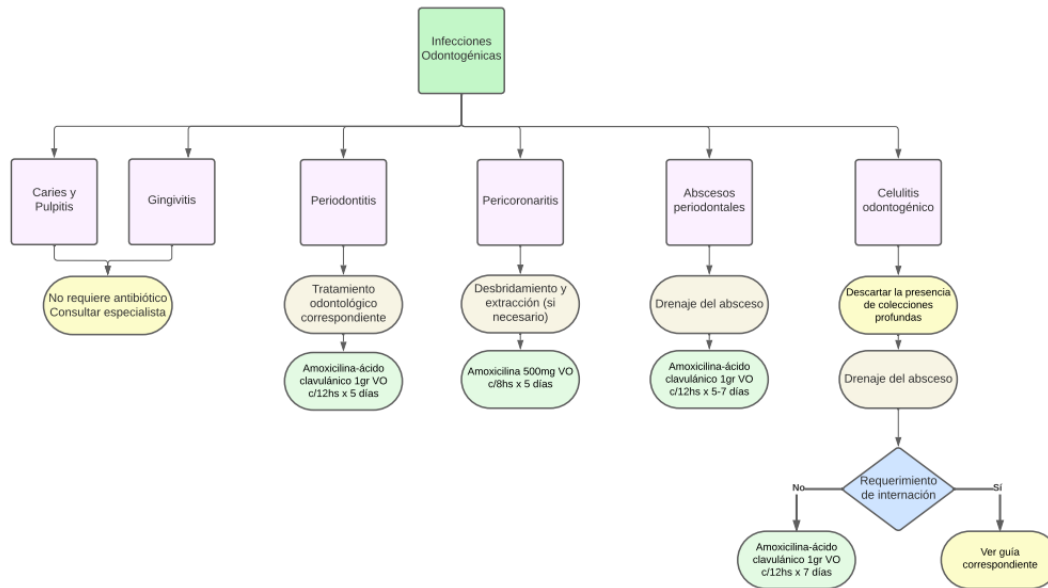 Infecciones
Odontogénicas
Caries y
Pulpitis
Gingivitis
Periodontitis
Pericoronaritis
Abscesos
periodontales
Celulitis
odontogénico
No requiere antibiótico
Consultar especialista
Tratamiento
odontológico
correspondiente
Desbridamiento y
extracción (si
necesario)
Drenaje del absceso
Descartar la presencia
de colecciones
profundas
Amoxicilina-ácido
clavulánico 1gr VO
c/12hs x 5 días
Amoxicilina 500mg VO
c/8hs x 5 días
Amoxicilina-ácido
clavulánico 1gr VO
c/12hs x 5-7 días
Drenaje del absceso
Requerimiento
de internación
No
Sí
Amoxicilina-ácido
clavulánico 1gr VO
c/12hs x 7 días
Ver guía
correspondiente